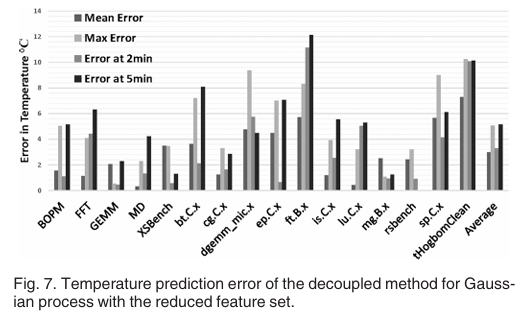 14
12
10
8
6
4
2
0
Error in Temperature °C
Mean Error
Max Error
Error at 2min
Error at 5min
BOPM
FFT
GEMM
MD
XSBench
bt.C.x
cg.C.x
dgemm_mic.x
ep.C.x
ft.B.x
is.C.x
lu.C.x
mg.B.x
rsbench
sp.C.x
tHogbomClean
Average
Fig. 7. Temperature prediction error of the decoupled method for Gauss-
ian process with the reduced feature set.